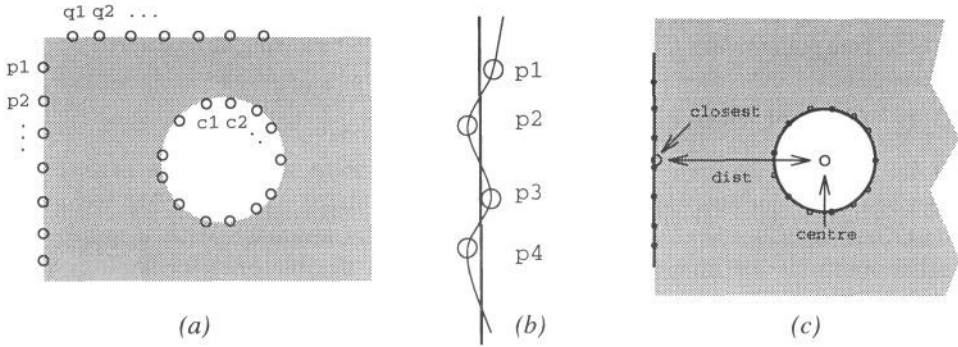 q1 q2 ...
p1
p2
c1 c2
(a)
p1
p2
p3
p4
(b)
closest
dist
centre
(c)